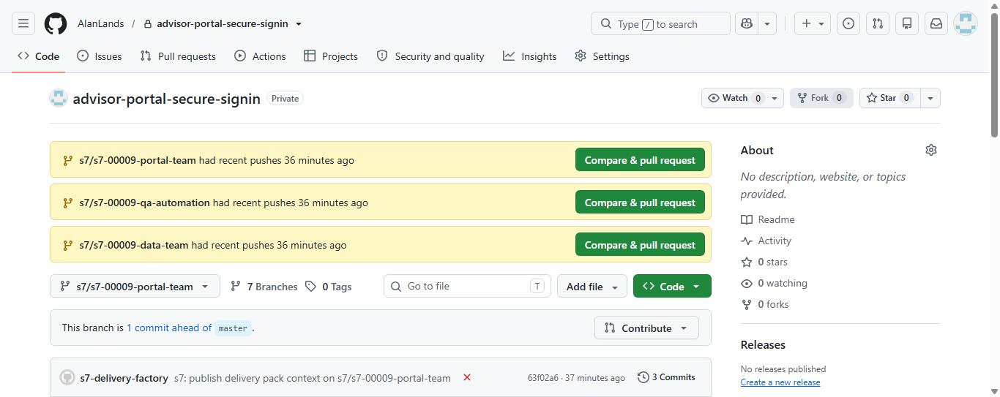 AlanLands / advisor-portal-secure-signin
Type / to search
Code Issues Pull requests Actions Projects Security and quality Insights Settings
advisor-portal-secure-signin Private
Watch 0 Fork 0 Star 0
s7/s7-00009-portal-team had recent pushes 36 minutes ago Compare & pull request
s7/s7-00009-qa-automation had recent pushes 36 minutes ago Compare & pull request
s7/s7-00009-data-team had recent pushes 36 minutes ago Compare & pull request
s7/s7-00009-portal-team 7 Branches 0 Tags Go to file T Add file Code
This branch is 1 commit ahead of master . Contribute
s7-delivery-factory s7: publish delivery pack context on s7/s7-00009-portal-team 63f02a6 · 37 minutes ago 3 Commits
About
No description, website, or topics
provided.
Readme
Activity
0 stars
0 watching
0 forks
Releases
No releases published
Create a new release